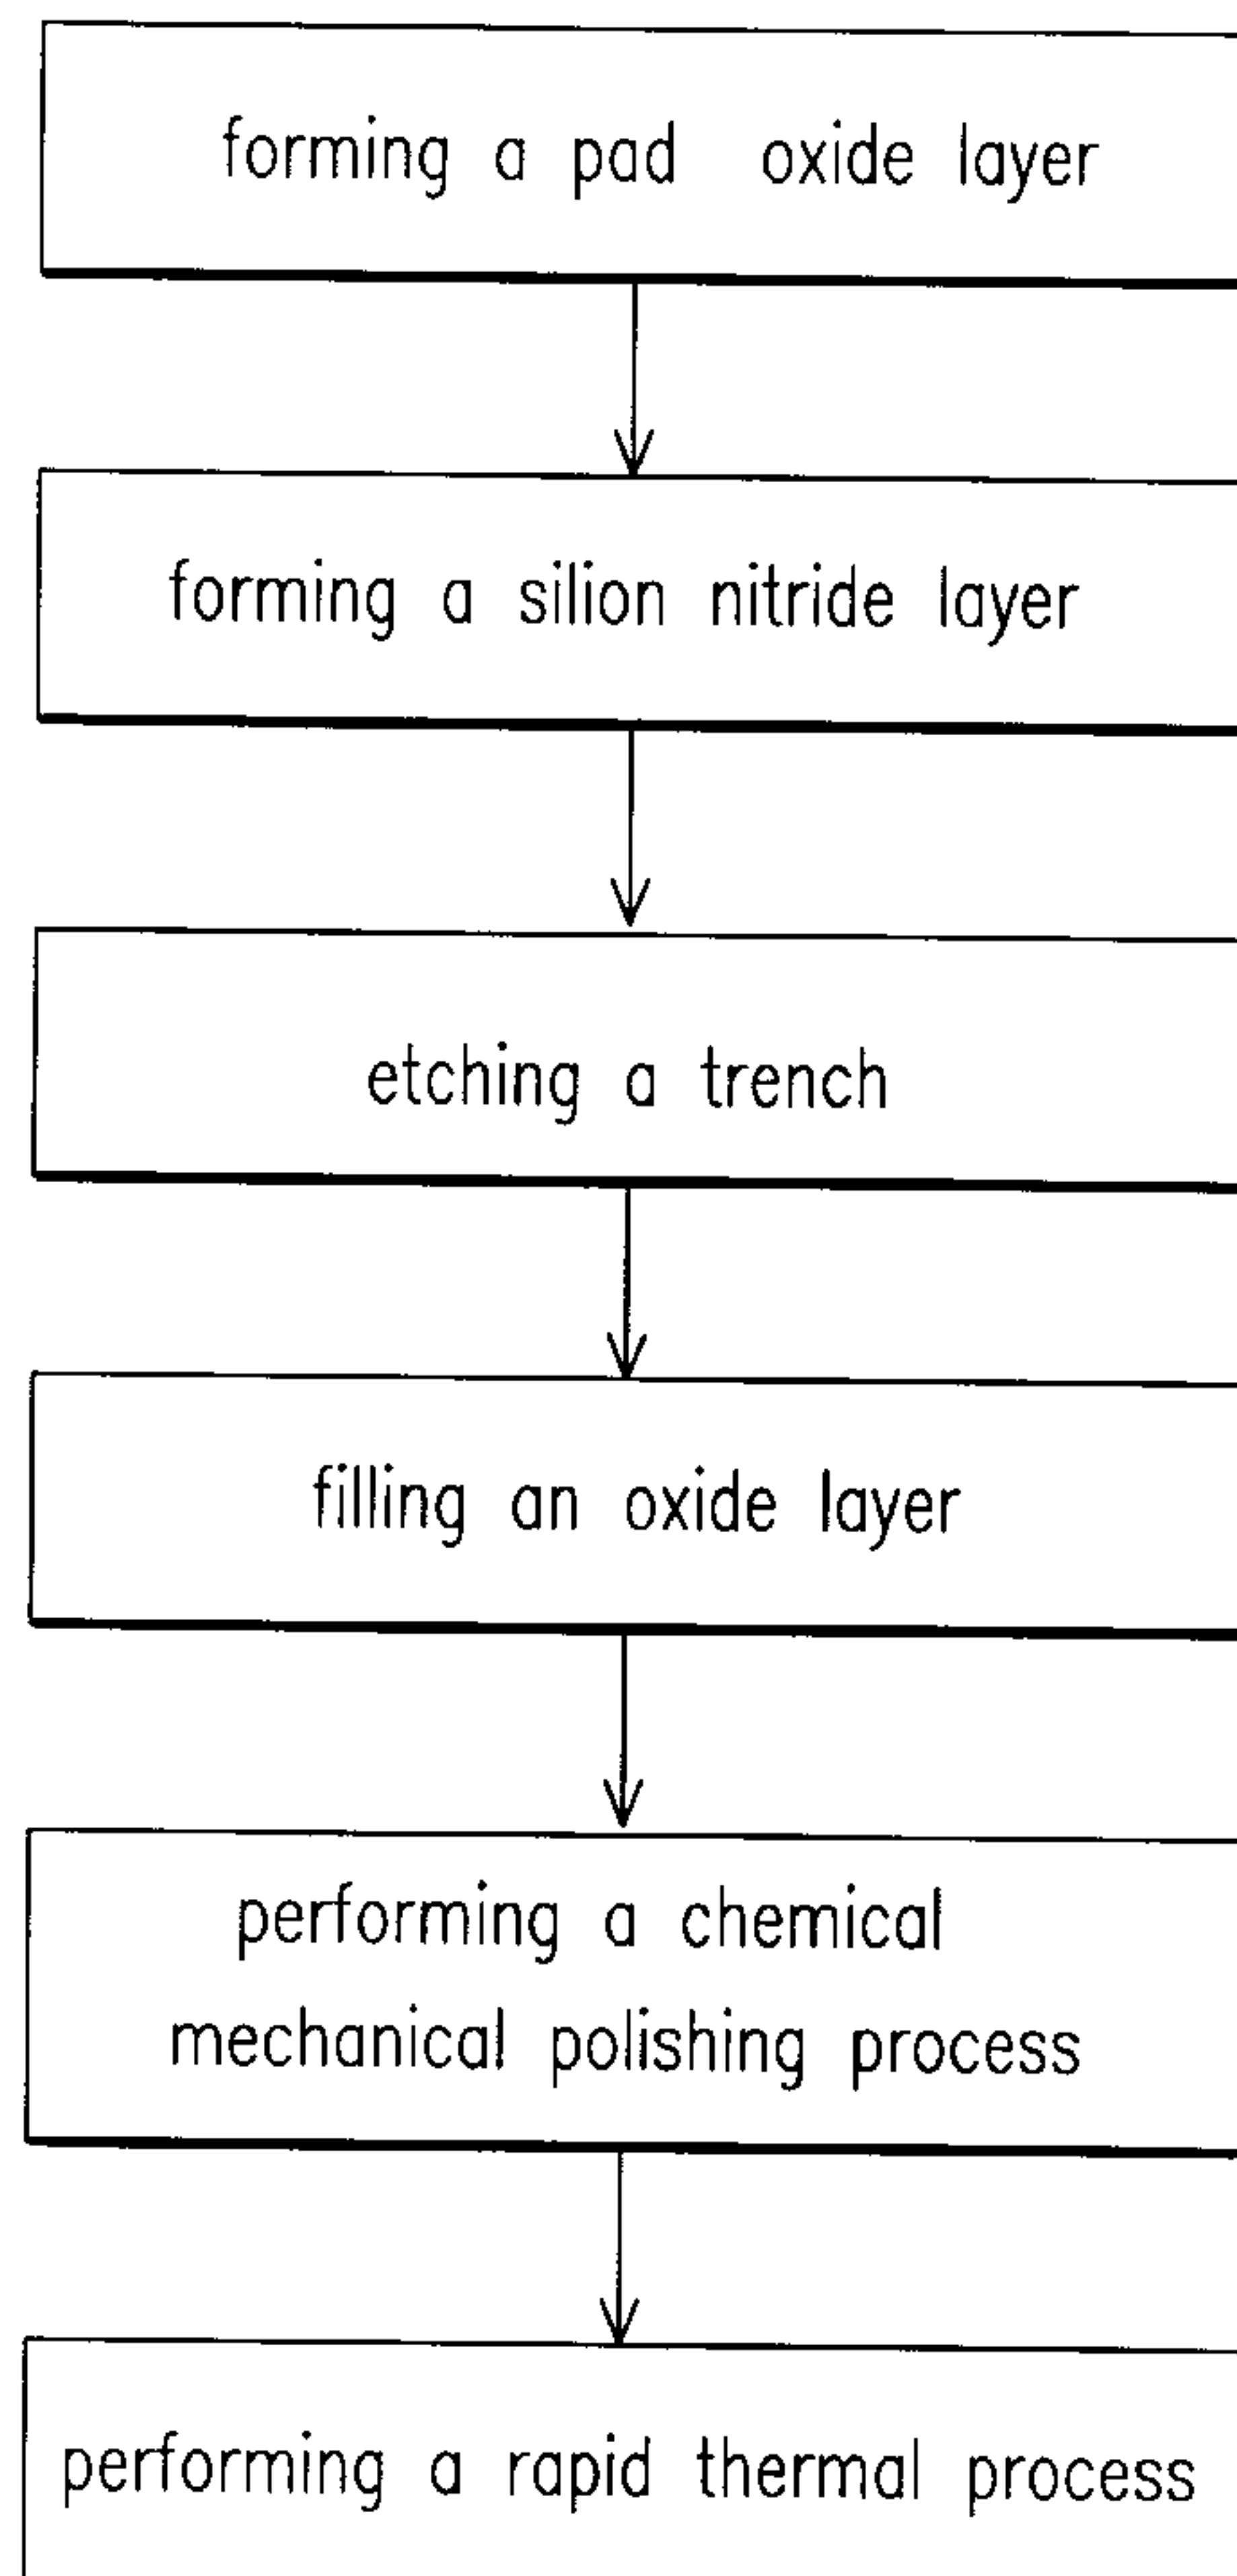 forming a pad oxide layer
forming a silion nitride layer
etching a trench
filling an oxide layer
performing a chemical
mechanical polishing process
performing a rapid thermal process